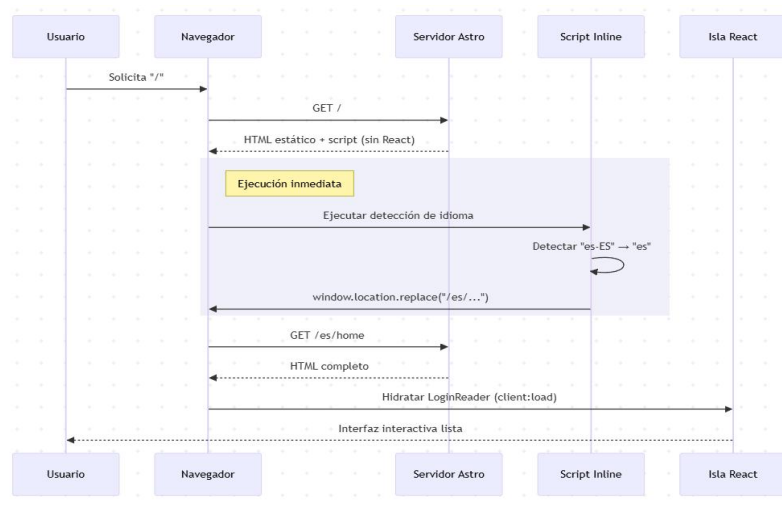 Usuario
Navegador
Servidor Astro
Script Inline
Isla React
Solicita "/"
GET /
HTML estático + script (sin React)
Ejecución inmediata
Ejecutar detección de idioma
Detectar "es-ES" → "es"
window.location.replace("/es/...")
GET /es/home
HTML completo
Hidratar LoginReader (client:load)
Interfaz interactiva lista
Usuario
Navegador
Servidor Astro
Script Inline
Isla React